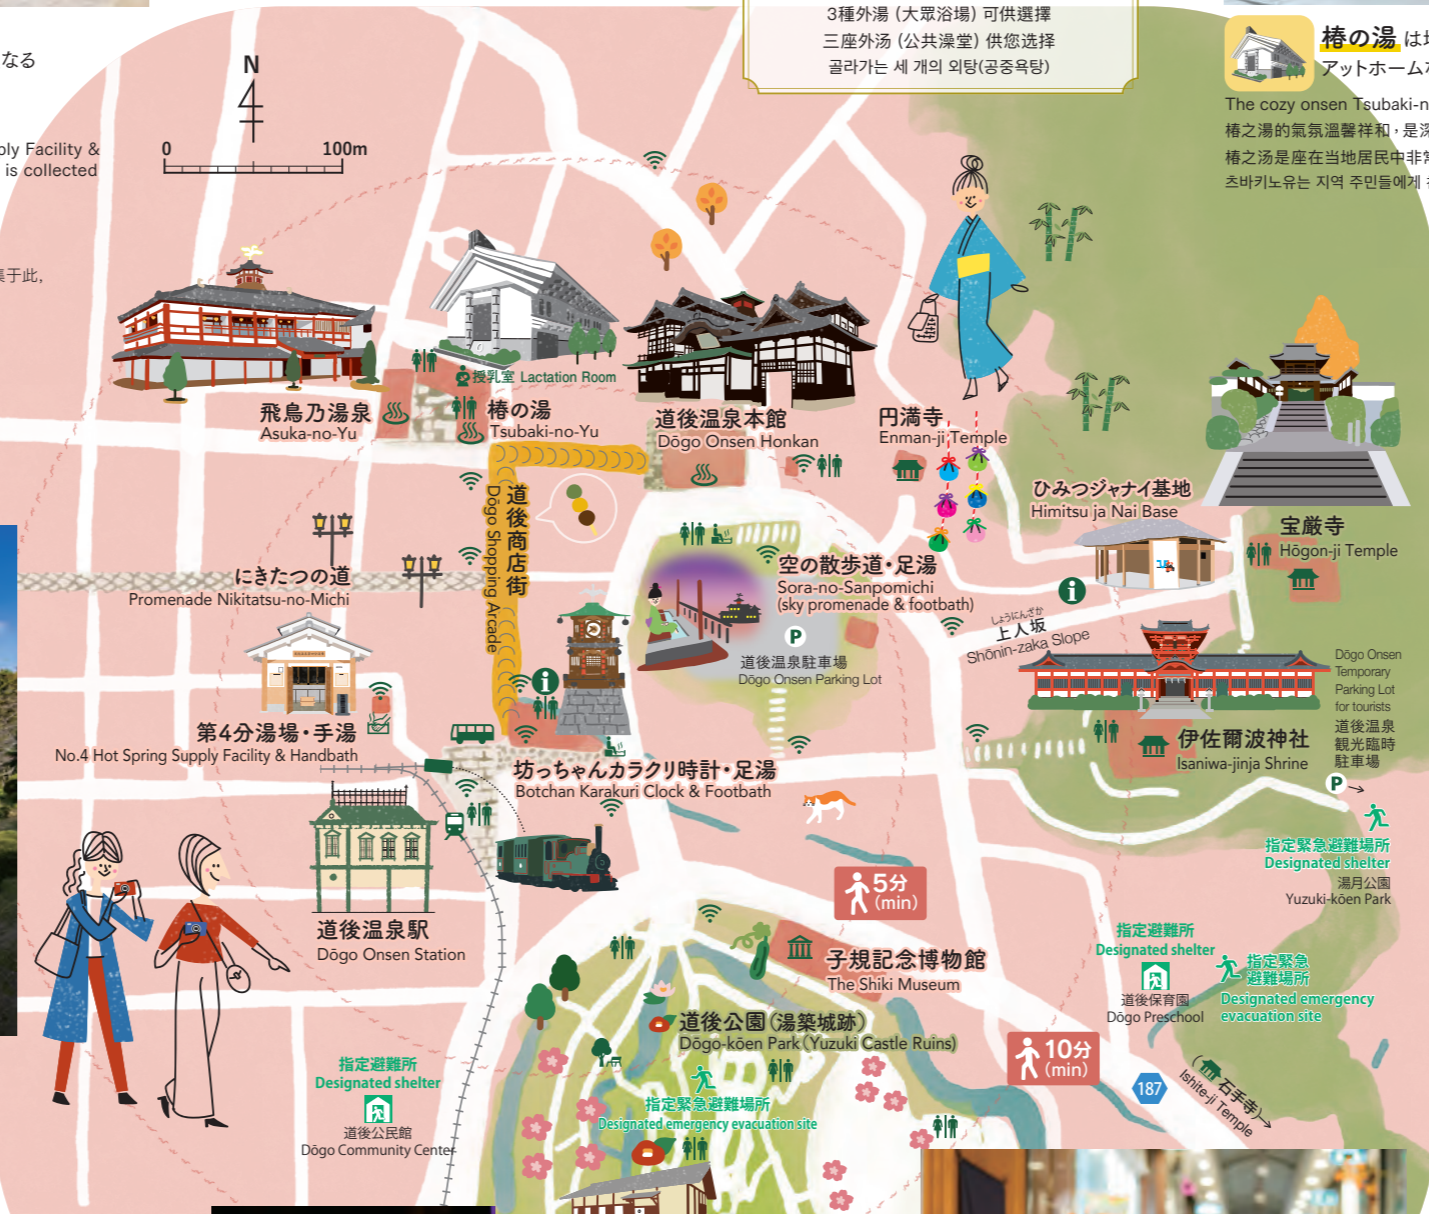 3種外湯 (大眾浴場) 可供選擇
三座外汤 (公共澡堂) 供您选择
골라가는 세 개의 외탕(공중욕탕)
なる
Facility &
is collected
集于此,
椿の湯 は
アットホーム
The cozy onsen Tsubaki-n
椿之湯的氣氛溫馨祥和，是深
椿之汤是座在当地居民中非常
츠바키노유는 지역 주민들에게
N
0 100m
飛鳥乃湯泉
Asuka-no-Yu
授乳室 Lactation Room
椿の湯
Tsubaki-no-Yu
道後温泉本館
Dōgo Onsen Honkan
円満寺
Enman-ji Temple
ひみつジャナイ基地
Himitsu ja Nai Base
宝厳寺
Hōgon-ji Temple
道後商店街
Dōgo Shopping Arcade
にきたつの道
Promenade Nikitatsu-no-Michi
空の散歩道・足湯
Sora-no-Sanpomichi
(sky promenade & footbath)
P
道後温泉駐車場
Dōgo Onsen Parking Lot
i
しょうにんざか
上人坂
Shōnin-zaka Slope
Dōgo Onsen
Temporary
Parking Lot
for tourists
道後温泉
観光臨時
駐車場
P
伊佐爾波神社
Isaniwa-jinja Shrine
第4分湯場・手湯
No.4 Hot Spring Supply Facility & Handbath
i
坊っちゃんカラクリ時計・足湯
Botchan Karakuri Clock & Footbath
道後温泉駅
Dōgo Onsen Station
5分
(min)
指定緊急避難場所
Designated shelter
湯月公園
Yuzuki-kōen Park
子規記念博物館
The Shiki Museum
指定避難所
Designated shelter
道後保育園
Dōgo Preschool
指定緊急
避難場所
Designated emergency
evacuation site
道後公園（湯築城跡）
Dōgo-kōen Park（Yuzuki Castle Ruins)
10分
(min)
187
(石手寺)
Ishite-ji Temple
指定避難所
Designated shelter
道後公民館
Dōgo Community Center
指定緊急避難場所
Designated emergency evacuation site